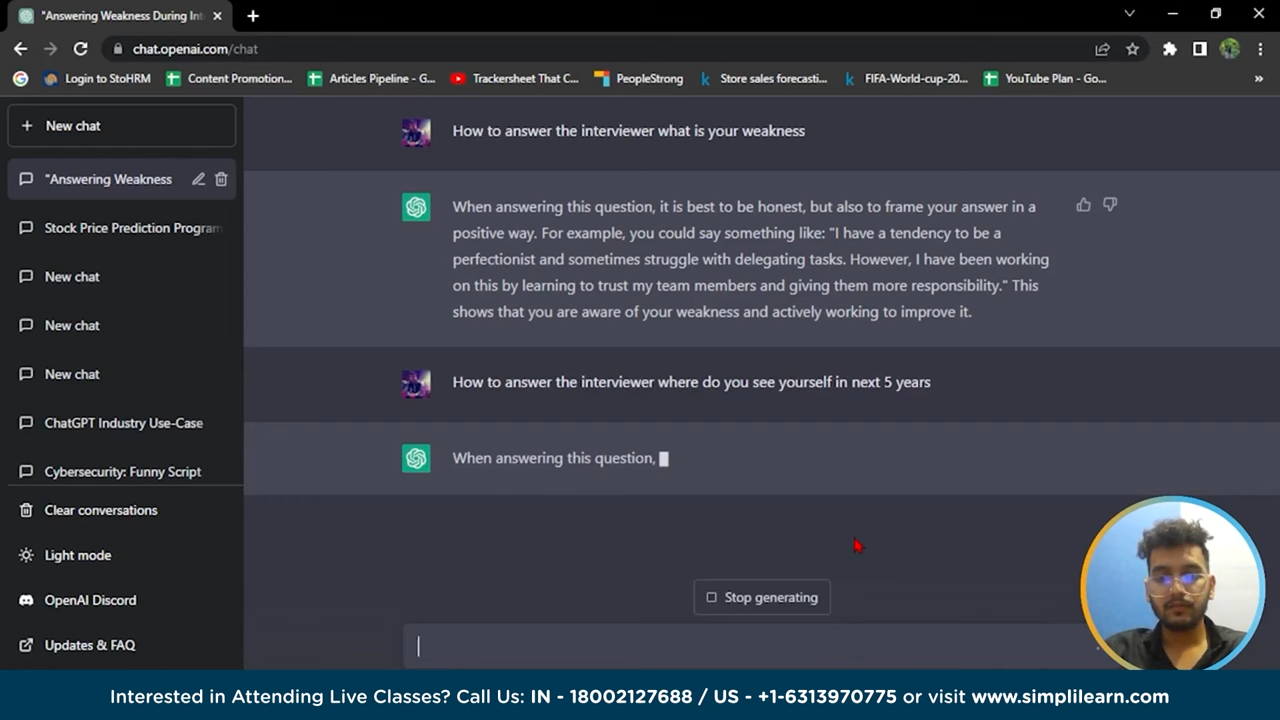 "Answering Weakness During Int
chat.openai.com/chat
Login to StoHRM
Content Promotion...
Articles Pipeline - G...
Trackersheet That C...
PeopleStrong
Store sales forecasti...
FIFA-World-cup-20...
YouTube Plan - Go...
»
+ New chat
"Answering Weakness
Stock Price Prediction Program
New chat
New chat
New chat
ChatGPT Industry Use-Case
Cybersecurity: Funny Script
Clear conversations
Light mode
OpenAI Discord
Updates & FAQ
How to answer the interviewer what is your weakness
When answering this question, it is best to be honest, but also to frame your answer in a
positive way. For example, you could say something like: "I have a tendency to be a
perfectionist and sometimes struggle with delegating tasks. However, I have been working
on this by learning to trust my team members and giving them more responsibility." This
shows that you are aware of your weakness and actively working to improve it.
How to answer the interviewer where do you see yourself in next 5 years
When answering this question,
Stop generating
Interested in Attending Live Classes? Call Us: IN - 18002127688 / US - +1-6313970775 or visit www.simplilearn.com